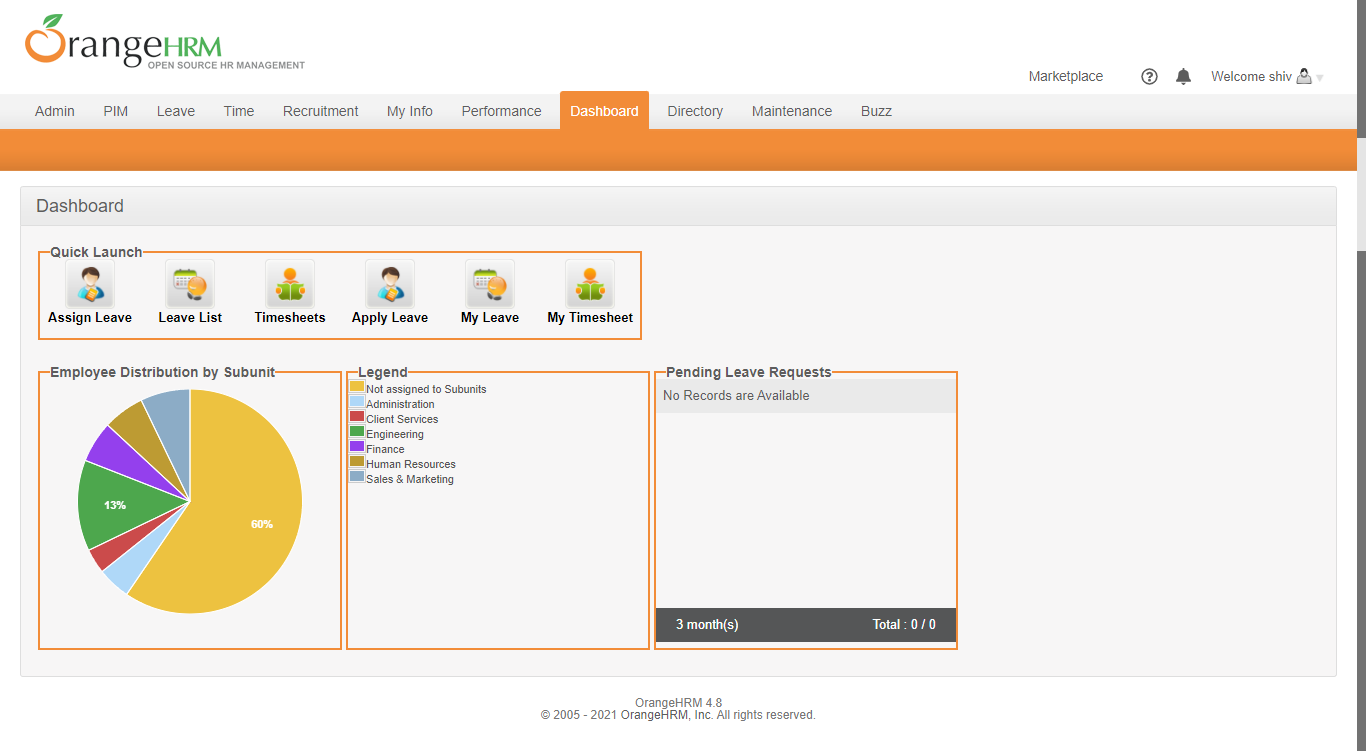 OrangeHRM
OPEN SOURCE HR MANAGEMENT
Marketplace ? Welcome shiv
Admin PIM Leave Time Recruitment My Info Performance Dashboard Directory Maintenance Buzz
Dashboard
Quick Launch
Assign Leave Leave List Timesheets Apply Leave My Leave My Timesheet
Employee Distribution by Subunit
13%
60%
Legend
Not assigned to Subunits
Administration
Client Services
Engineering
Finance
Human Resources
Sales & Marketing
Pending Leave Requests
No Records are Available
3 month(s) Total : 0 / 0
OrangeHRM 4.8
© 2005 - 2021 OrangeHRM, Inc. All rights reserved.